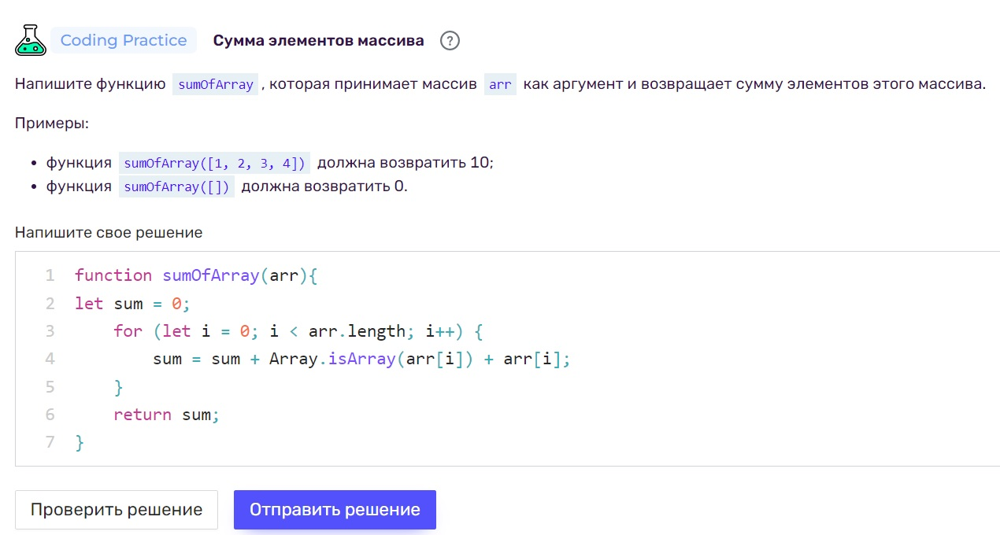 Coding Practice Сумма элементов массива ?
Напишите функцию sumOfArray, которая принимает массив arr как аргумент и возвращает сумму элементов этого массива.
Примеры:
• функция sumOfArray([1, 2, 3, 4]) должна возвратить 10;
• функция sumOfArray([]) должна возвратить 0.
Напишите свое решение
1 function sumOfArray(arr){
2 let sum = 0;
3     for (let i = 0; i < arr.length; i++) {
4         sum = sum + Array.isArray(arr[i]) + arr[i];
5     }
6     return sum;
7 }
Проверить решение Отправить решение